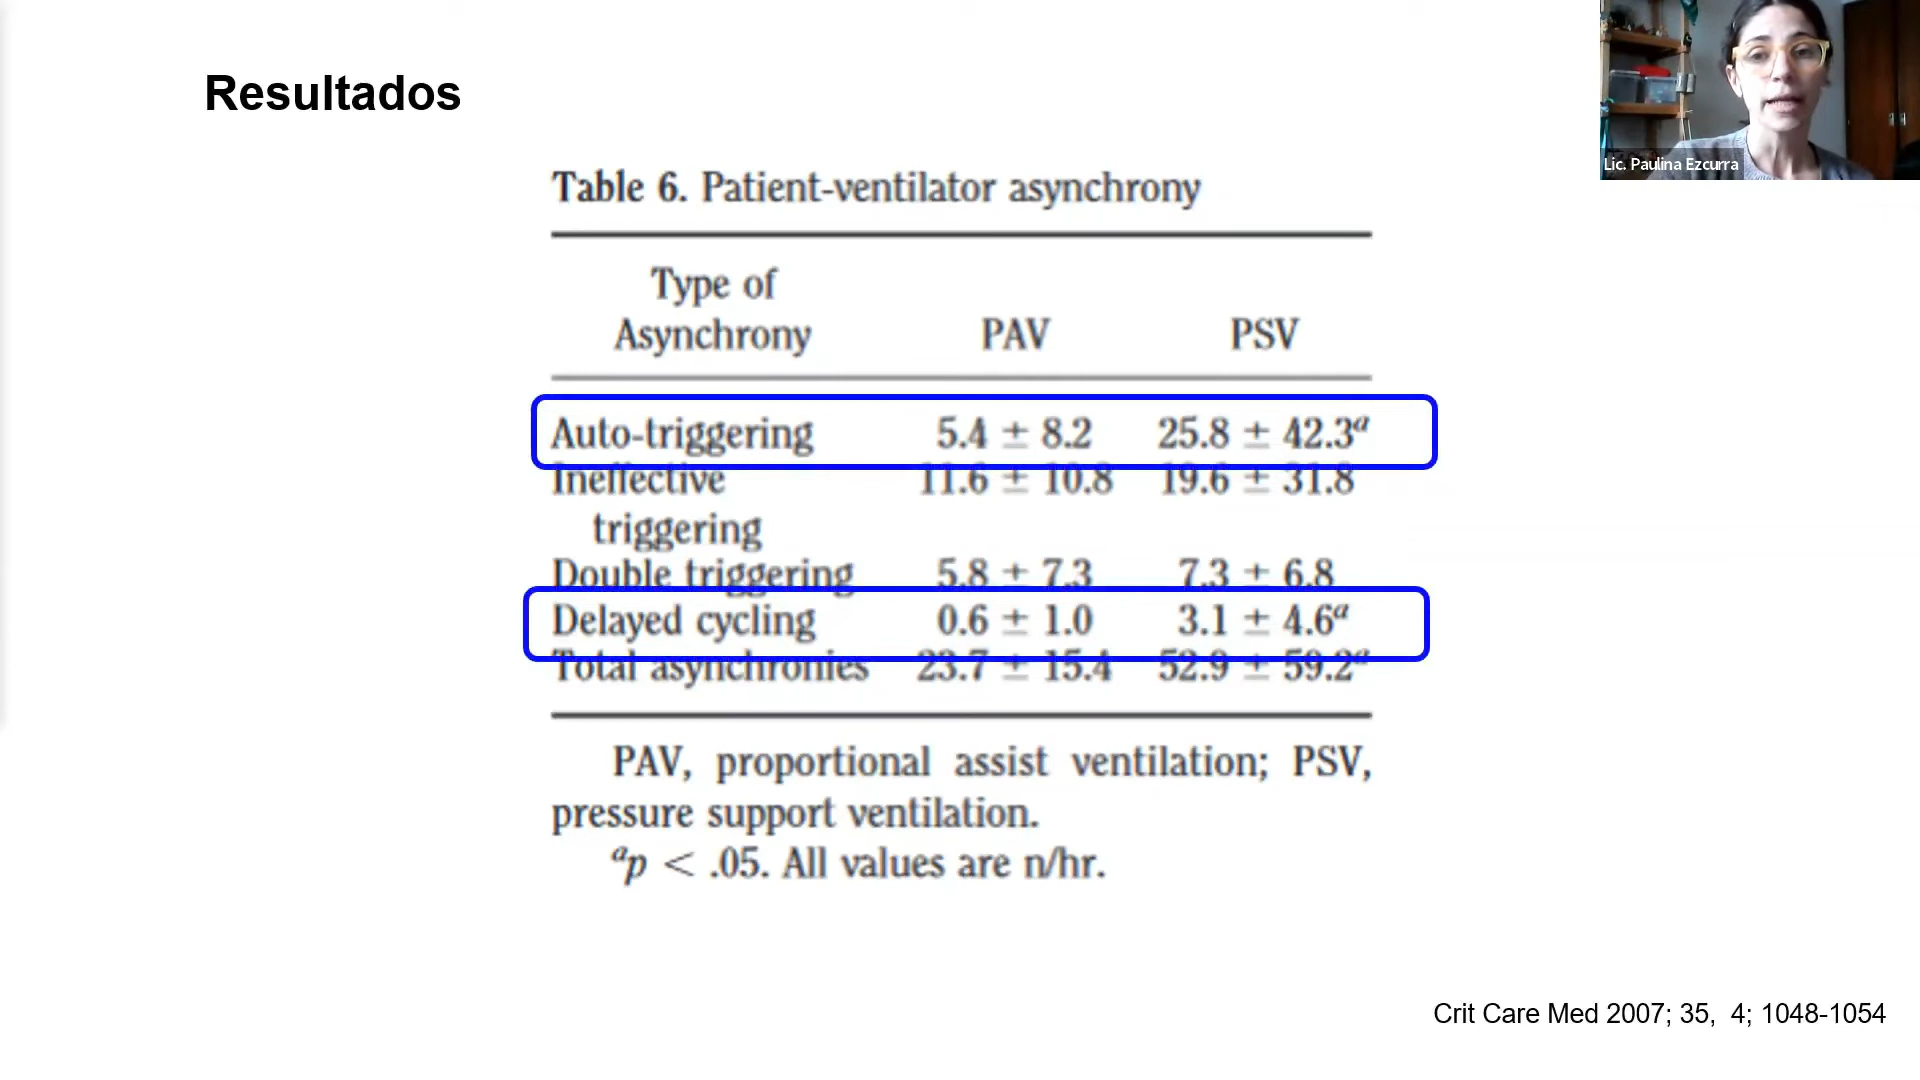 Resultados
Lic. Paulina Ezcurra
Table 6. Patient-ventilator asynchrony
Type of
Asynchrony PAV PSV
Auto-triggering 5.4 ± 8.2 25.8 ± 42.3ᵃ
Ineffective 11.6 ± 10.8 19.6 ± 31.8
triggering
Double triggering 5.8 ± 7.3 7.3 ± 6.8
Delayed cycling 0.6 ± 1.0 3.1 ± 4.6ᵃ
Total asynchronies 23.7 ± 15.4 52.9 ± 59.2ᵃ
PAV, proportional assist ventilation; PSV,
pressure support ventilation.
ᵃp < .05. All values are n/hr.
Crit Care Med 2007; 35, 4; 1048-1054